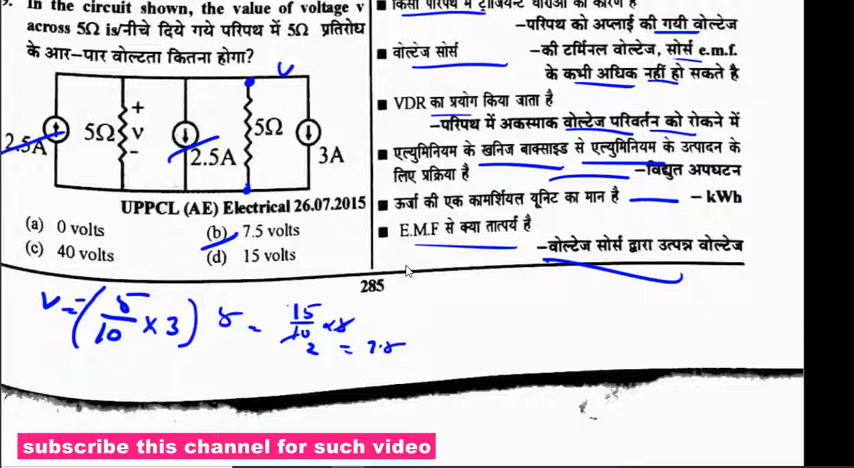 In the circuit shown, the value of voltage v
across 5Ω is/नीचे दिये गये परिपथ में 5Ω प्रतिरोध
के आर-पार वोल्टता कितना होगा?
V
2.5A
5Ω
+
v
-
2.5A
5Ω
3A
UPPCL (AE) Electrical 26.07.2015
(a) 0 volts
(b) 7.5 volts
(c) 40 volts
(d) 15 volts
-परिपथ को अप्लाई की गयी वोल्टेज
■ वोल्टेज सोर्स
-की टर्मिनल वोल्टेज, सोर्स e.m.f.
के कभी अधिक नहीं हो सकते है
■ VDR का प्रयोग किया जाता है
-परिपथ में अकस्माक वोल्टेज परिवर्तन को रोकने में
■ एल्युमिनियम के खनिज बाक्साइड से एल्युमिनियम के उत्पादन के
लिए प्रक्रिया है -विद्युत अपघटन
■ ऊर्जा की एक कामर्शियल यूनिट का मान है - kWh
■ E.M.F से क्या तात्पर्य है
-वोल्टेज सोर्स द्वारा उत्पन्न वोल्टेज
285
subscribe this channel for such video